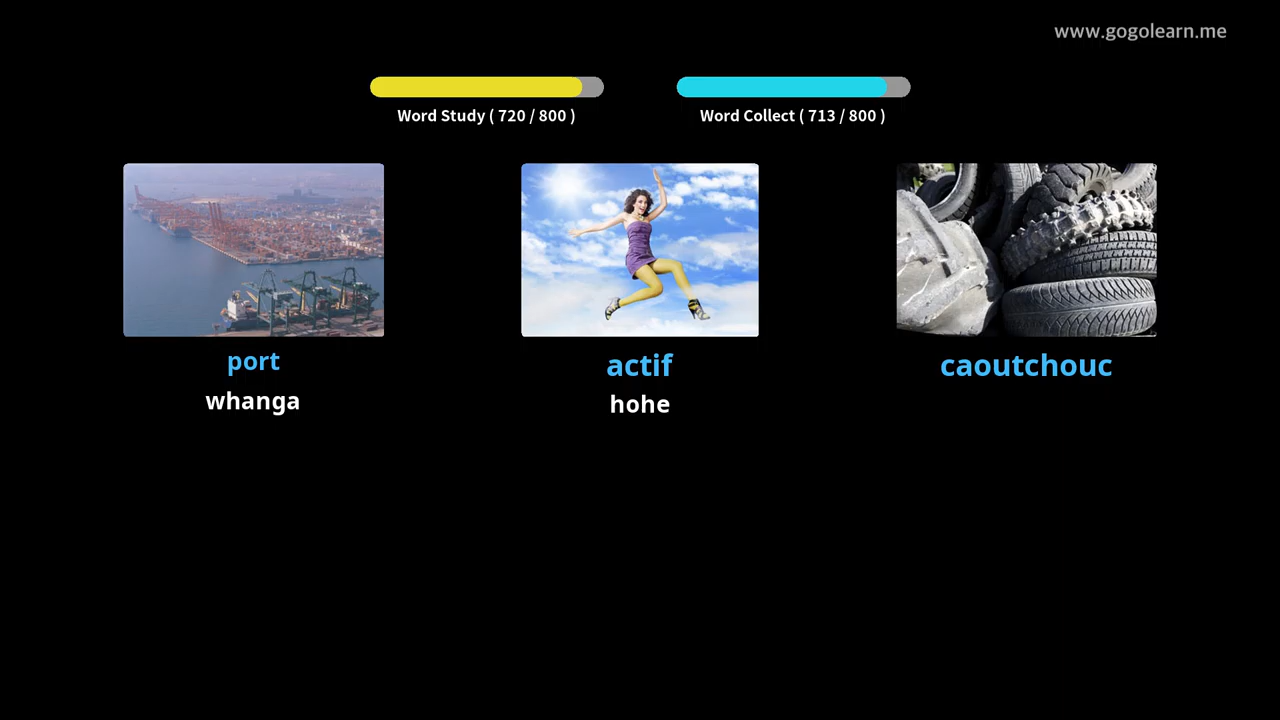 www.gogolearn.me
Word Study ( 720 / 800 )
Word Collect ( 713 / 800 )
port
whanga
actif
hohe
caoutchouc